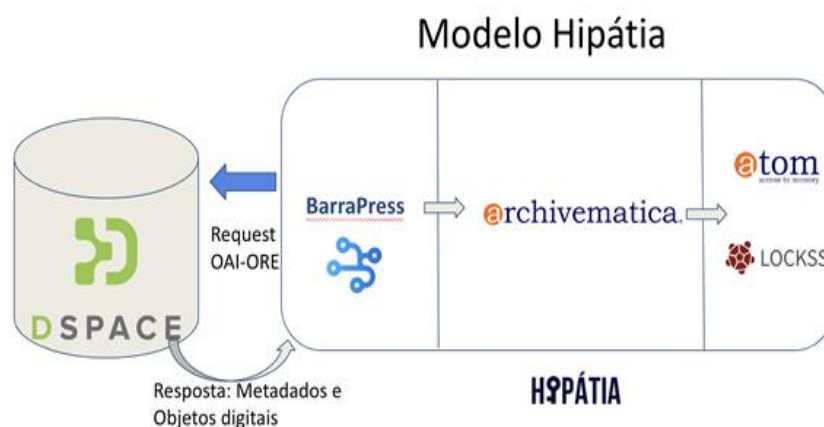 Modelo Hipátia
BarraPress
archivematica
atom
access to memory
LOCKSS
Request
OAI-ORE
DSPACE
Resposta: Metadados e
Objetos digitais
HIPÁTIA